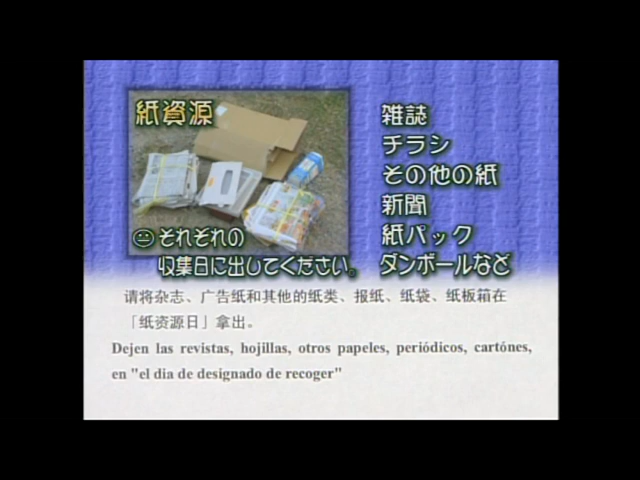 紙資源
それぞれの
収集日に出してください。
雑誌
チラシ
その他の紙
新聞
紙パック
ダンボールなど
请将杂志、广告纸和其他的纸类、报纸、纸袋、纸板箱在
「纸资源日」拿出。
Dejen las revistas, hojillas, otros papeles, periódicos, cartónes,
en "el dia de designado de recoger"